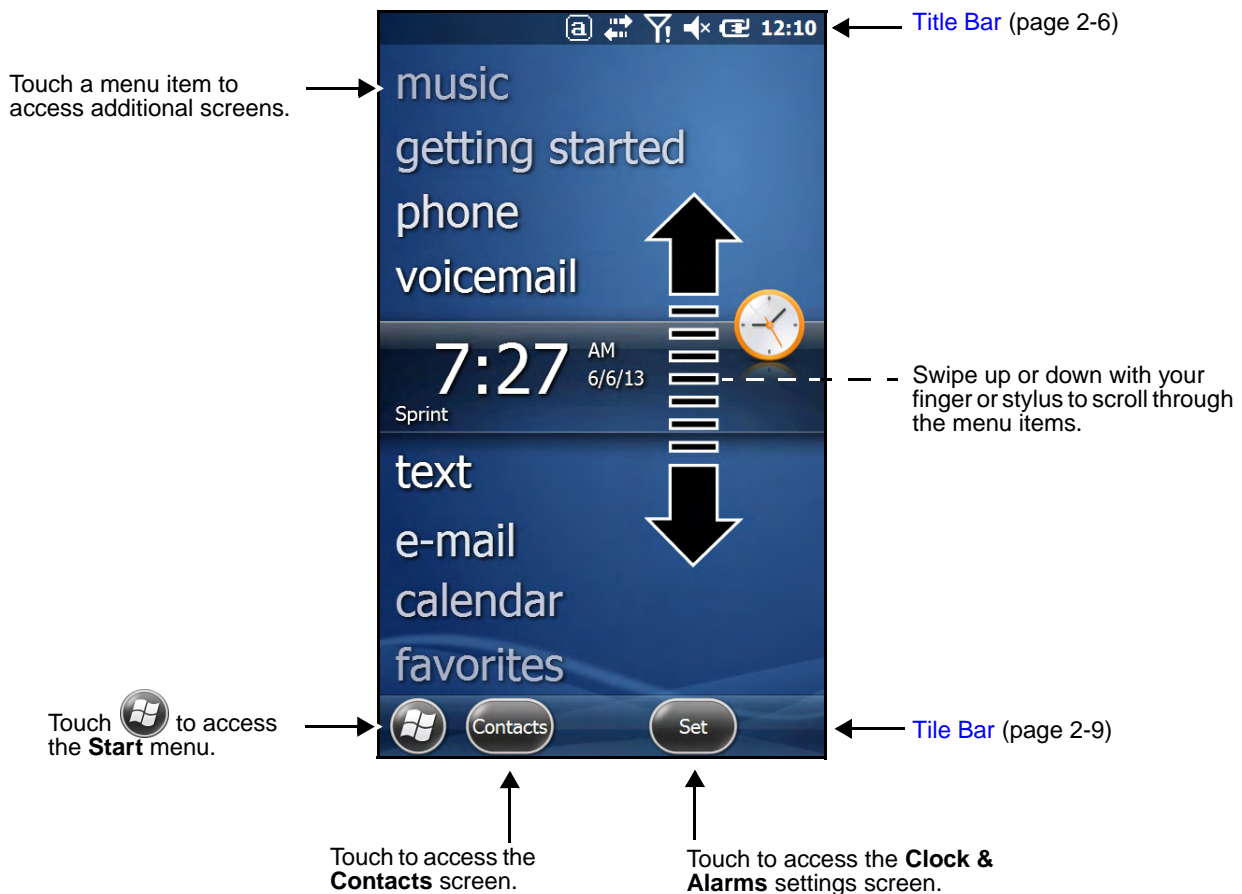 12:10
Title Bar (page 2-6)
Touch a menu item to
access additional screens.
music
getting started
phone
voicemail
7:27 AM
6/6/13
Sprint
Swipe up or down with your
finger or stylus to scroll through
the menu items.
text
e-mail
calendar
favorites
Touch to access
the Start menu.
Contacts
Set
Tile Bar (page 2-9)
Touch to access the
Contacts screen.
Touch to access the Clock &
Alarms settings screen.